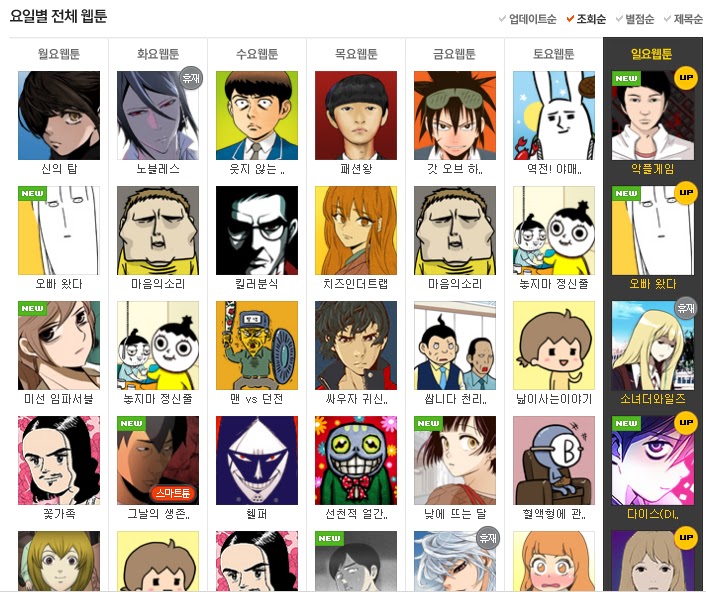 요일별 전체 웹툰
업데이트순 조회순 별점순 제목순
월요웹툰 화요웹툰 수요웹툰 목요웹툰 금요웹툰 토요웹툰 일요웹툰
휴재 NEW UP
신의 탑 노블레스 웃지 않는 .. 패션왕 갓 오브 하.. 역전! 야매.. 악플게임
NEW NEW UP
오빠 왔다 마음의소리 킬러분식 치즈인더트랩 마음의소리 놓지마 정신줄 오빠 왔다
NEW 휴재
미선 임파서블 놓지마 정신줄 맨 vs 던전 싸우자 귀신.. 쌉니다 천리.. 낢이사는이야기 소녀더와일즈
NEW NEW NEW UP
B
스마트툰
꽃가족 그날의 생존.. 헬퍼 선천적 얼간.. 낮에 뜨는 달 혈액형에 관.. 다이스(DI..
NEW 휴재 UP